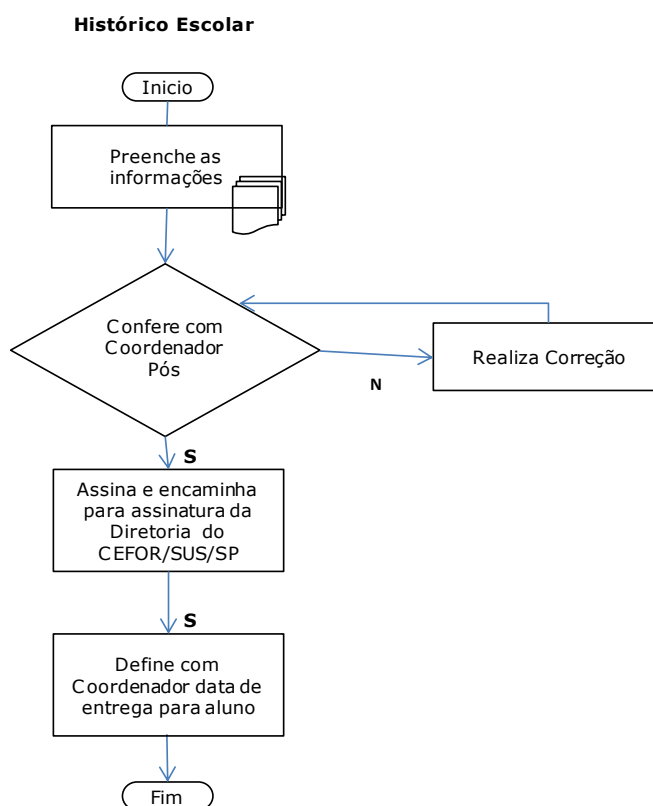 Histórico Escolar
Inicio
Preenche as
informações
Confere com
Coordenador
Pós
Realiza Correção
N
S
Assina e encaminha
para assinatura da
Diretoria do
CEFOR/SUS/SP
S
Define com
Coordenador data de
entrega para aluno
Fim